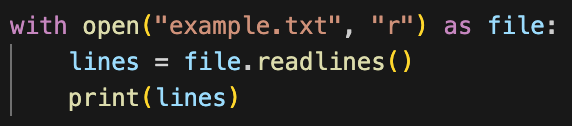 with open("example.txt", "r") as file:
    lines = file.readlines()
    print(lines)